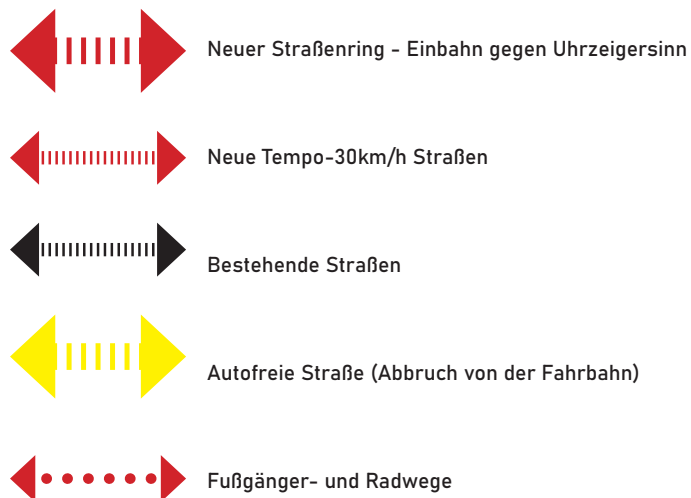 Neuer Straßenring - Einbahn gegen Uhrzeigersinn
Neue Tempo-30km/h Straßen
Bestehende Straßen
Autofreie Straße (Abbruch von der Fahrbahn)
Fußgänger- und Radwege